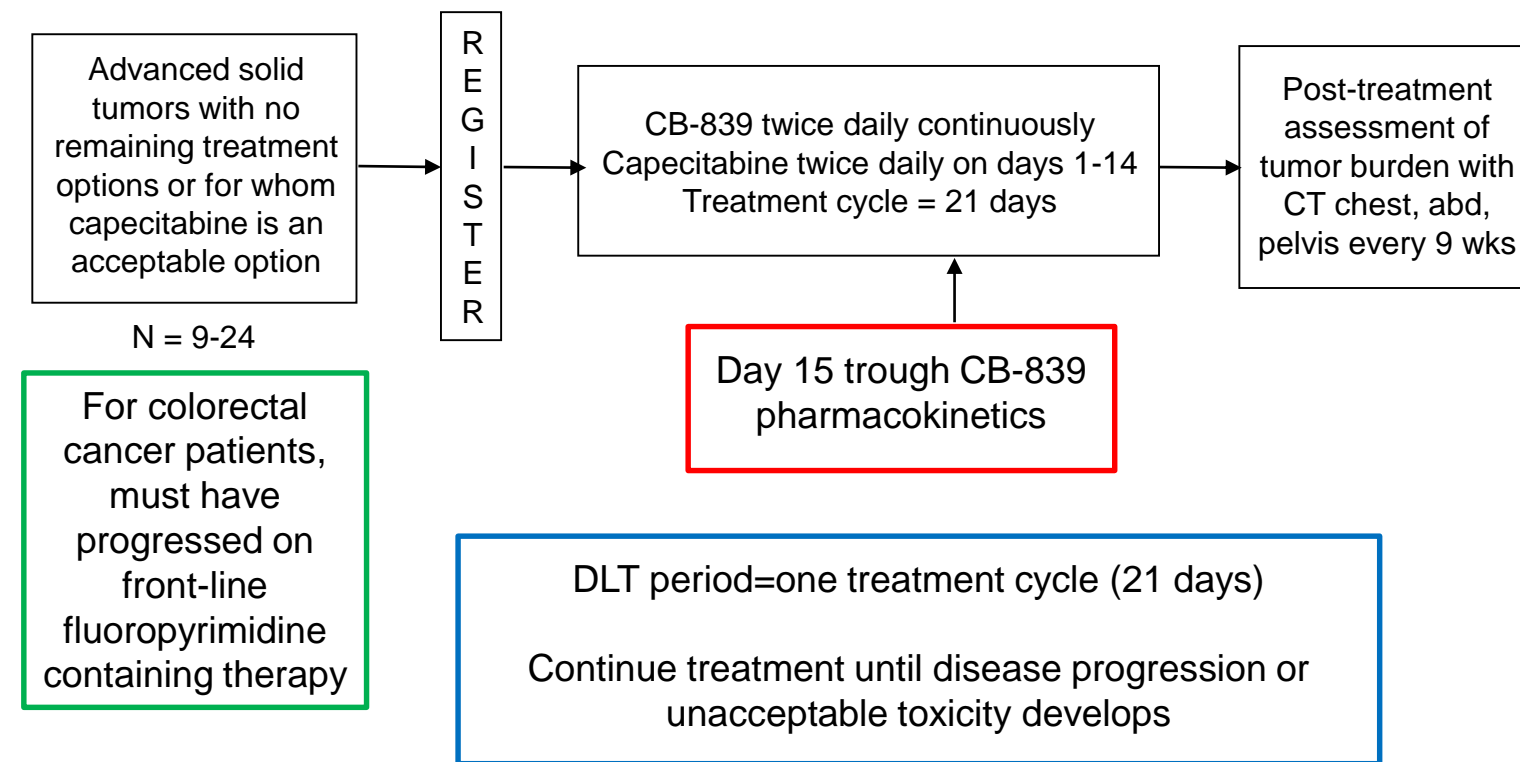 Advanced solid
tumors with no
remaining treatment
options or for whom
capecitabine is an
acceptable option
N = 9-24
For colorectal
cancer patients,
must have
progressed on
front-line
fluoropyrimidine
containing therapy
R
E
G
I
S
T
E
R
CB-839 twice daily continuously
Capecitabine twice daily on days 1-14
Treatment cycle = 21 days
Day 15 trough CB-839
pharmacokinetics
DLT period=one treatment cycle (21 days)
Continue treatment until disease progression or
unacceptable toxicity develops
Post-treatment
assessment of
tumor burden with
CT chest, abd,
pelvis every 9 wks